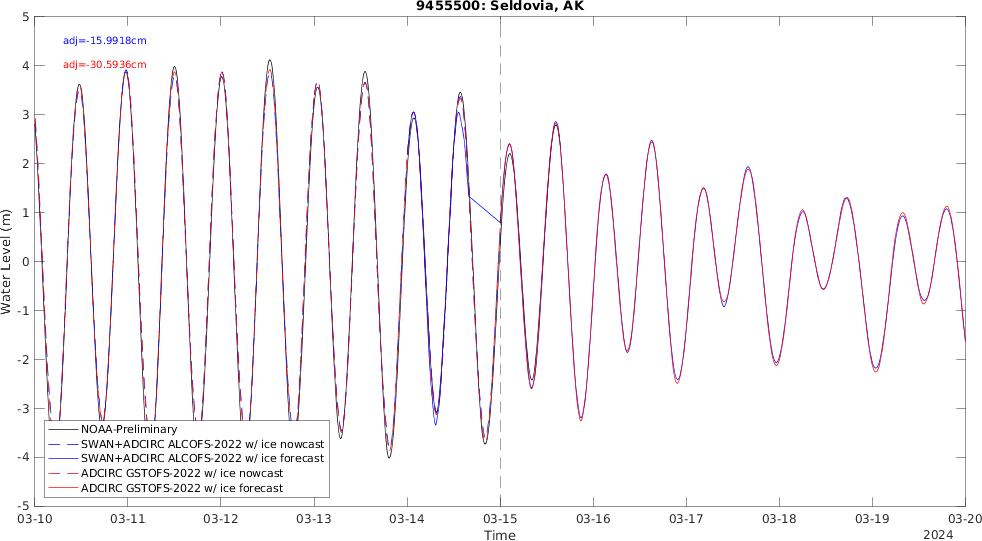 9455500: Seldovia, AK
adj=-15.9918cm
adj=-30.5936cm
5
4
3
2
1
0
-1
-2
-3
-4
-5
Water Level (m)
NOAA-Preliminary
SWAN+ADCIRC ALCOFS-2022 w/ ice nowcast
SWAN+ADCIRC ALCOFS-2022 w/ ice forecast
ADCIRC GSTOFS-2022 w/ ice nowcast
ADCIRC GSTOFS-2022 w/ ice forecast
03-10 03-11 03-12 03-13 03-14 03-15 03-16 03-17 03-18 03-19 03-20
Time
2024